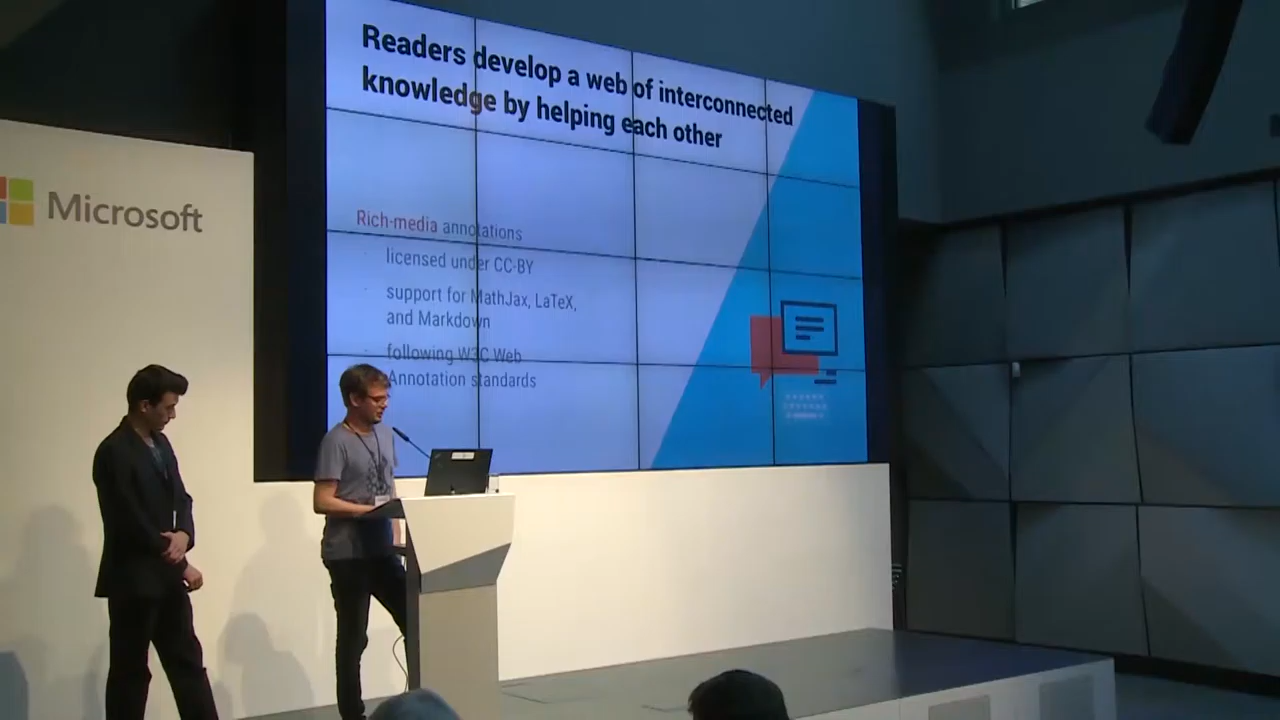 Readers develop a web of interconnected
knowledge by helping each other
Microsoft
Rich-media annotations
licensed under CC-BY
support for MathJax, LaTeX,
and Markdown
following W3C Web
Annotation standards